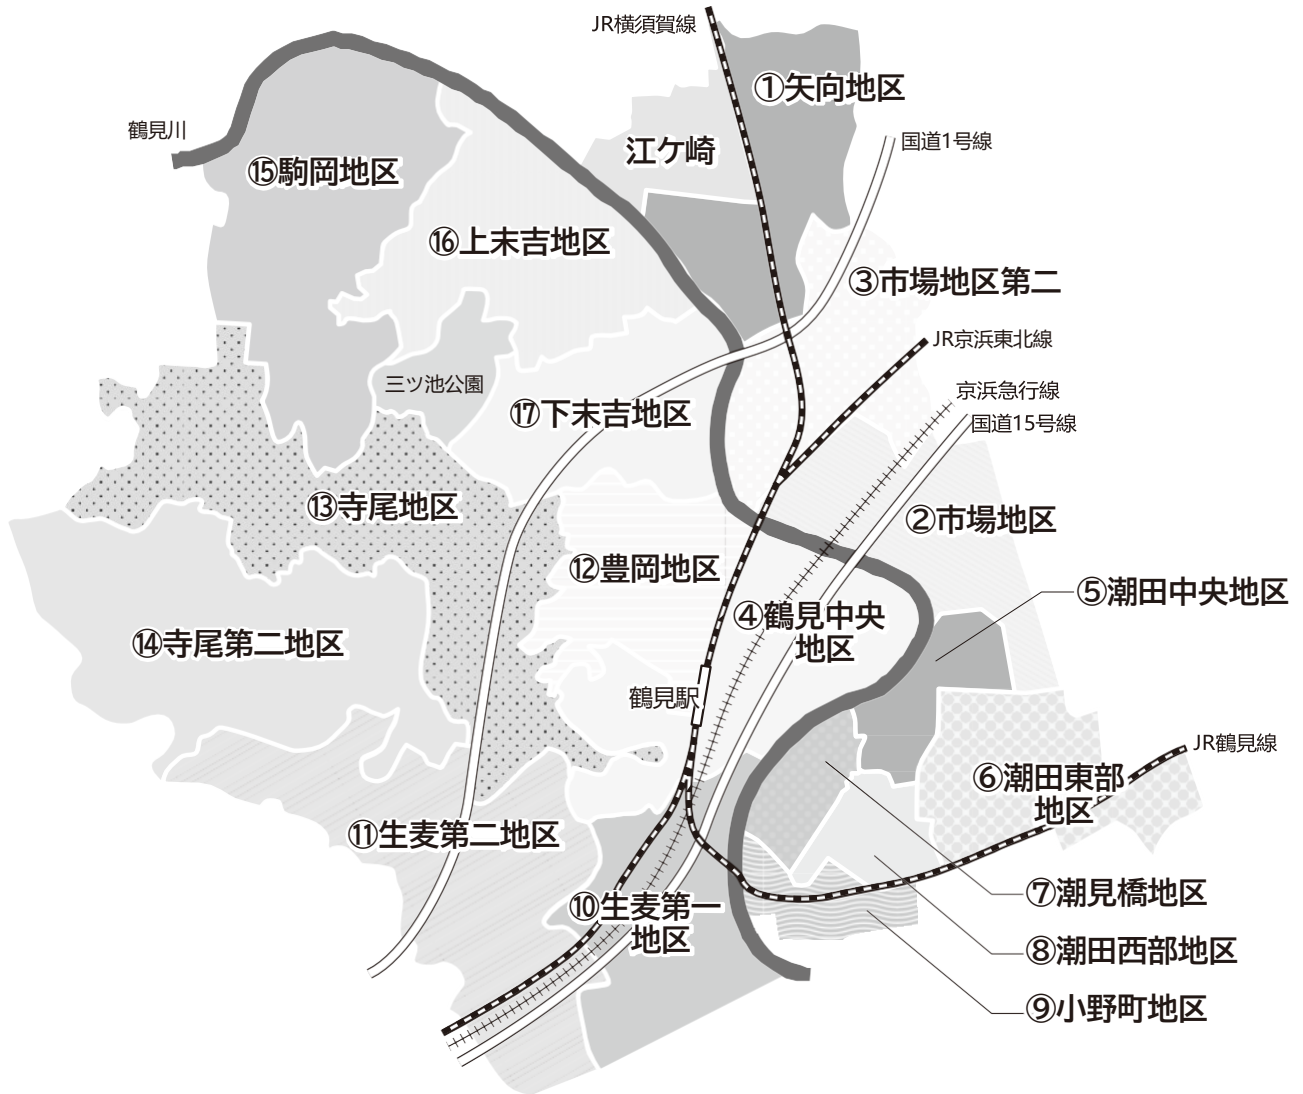 JR横須賀線
①矢向地区
鶴見川
国道1号線
江ケ崎
⑮駒岡地区
⑯上末吉地区
③市場地区第二
JR京浜東北線
三ツ池公園
京浜急行線
⑰下末吉地区
国道15号線
⑬寺尾地区
②市場地区
⑫豊岡地区
⑤潮田中央地区
④鶴見中央
地区
⑭寺尾第二地区
鶴見駅
JR鶴見線
⑥潮田東部
地区
⑪生麦第二地区
⑦潮見橋地区
⑩生麦第一
地区
⑧潮田西部地区
⑨小野町地区